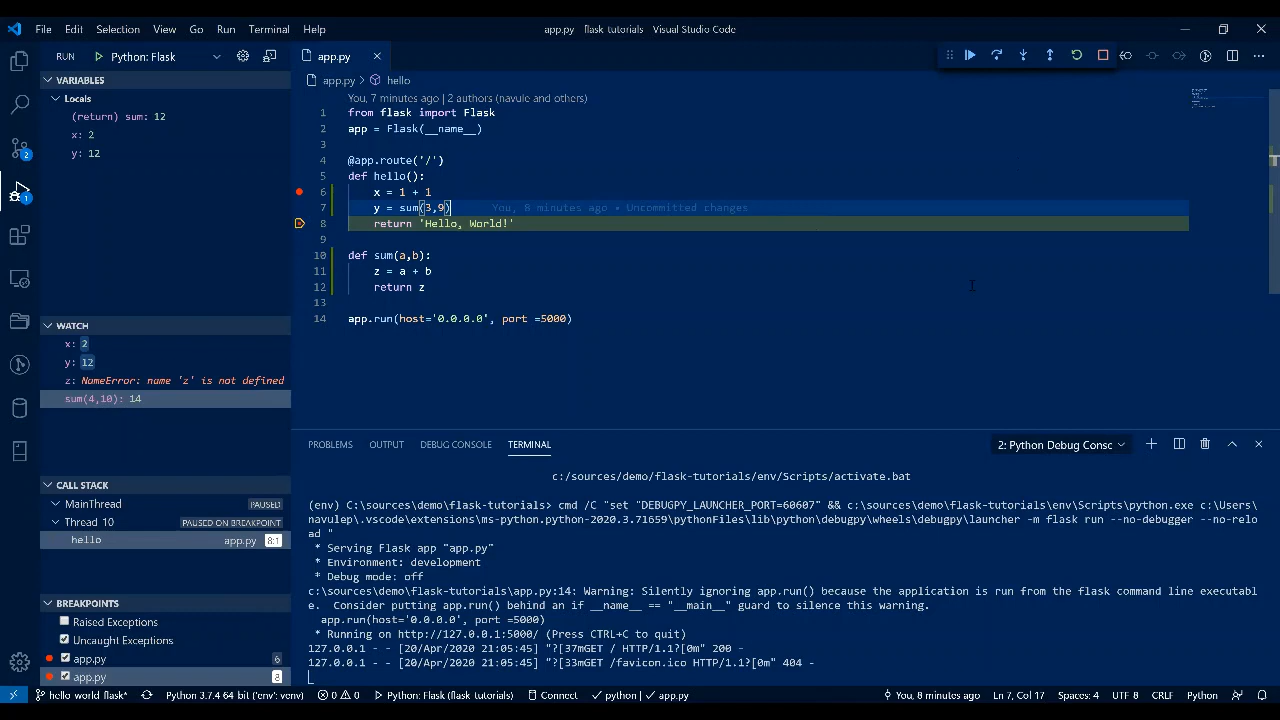 File Edit Selection View Go Run Terminal Help
app.py flask tutorials Visual Studio Code
RUN Python: Flask
app.py
VARIABLES
Locals
(return) sum: 12
x: 2
y: 12
WATCH
x: 2
y: 12
z: NameError: name 'z' is not defined
sum(4,10): 14
CALL STACK
MainThread PAUSED
Thread 10 PAUSED ON BREAKPOINT
hello app.py 8:1
BREAKPOINTS
Raised Exceptions
Uncaught Exceptions
app.py 6
app.py 8
2
1
app.py > hello
You, 7 minutes ago | 2 authors (navule and others)
1 from flask import Flask
2 app = Flask(__name__)
3
4 @app.route('/')
5 def hello():
6 x = 1 + 1
7 y = sum(3,9) You, 8 minutes ago • Uncommitted changes
8 return 'Hello, World!'
9
10 def sum(a,b):
11 z = a + b
12 return z
13
14 app.run(host='0.0.0.0', port =5000)
PROBLEMS OUTPUT DEBUG CONSOLE TERMINAL 2: Python Debug Consc
c:/sources/demo/flask-tutorials/env/Scripts/activate.bat
(env) C:\sources\demo\flask-tutorials> cmd /C "set "DEBUGPY_LAUNCHER_PORT=60607" && c:\sources\demo\flask-tutorials\env\Scripts\python.exe c:\Users\
navulep\.vscode\extensions\ms-python.python-2020.3.71659\pythonFiles\lib\python\debugpy\wheels\debugpy\launcher -m flask run --no-debugger --no-relo
ad "
* Serving Flask app "app.py"
* Environment: development
* Debug mode: off
c:\sources\demo\flask-tutorials\app.py:14: Warning: Silently ignoring app.run() because the application is run from the flask command line executabl
e. Consider putting app.run() behind an if __name__ == "__main__" guard to silence this warning.
app.run(host='0.0.0.0', port =5000)
* Running on http://127.0.0.1:5000/ (Press CTRL+C to quit)
127.0.0.1 - - [20/Apr/2020 21:05:45] "?[37mGET / HTTP/1.1?[0m" 200 -
127.0.0.1 - - [20/Apr/2020 21:05:45] "?[33mGET /favicon.ico HTTP/1.1?[0m" 404 -
hello world flask* Python 3.7.4 64 bit ('env': venv) 0 0 Python: Flask (flask tutorials) Connect python | app.py You, 8 minutes ago Ln 7, Col 17 Spaces: 4 UTF 8 CRLF Python